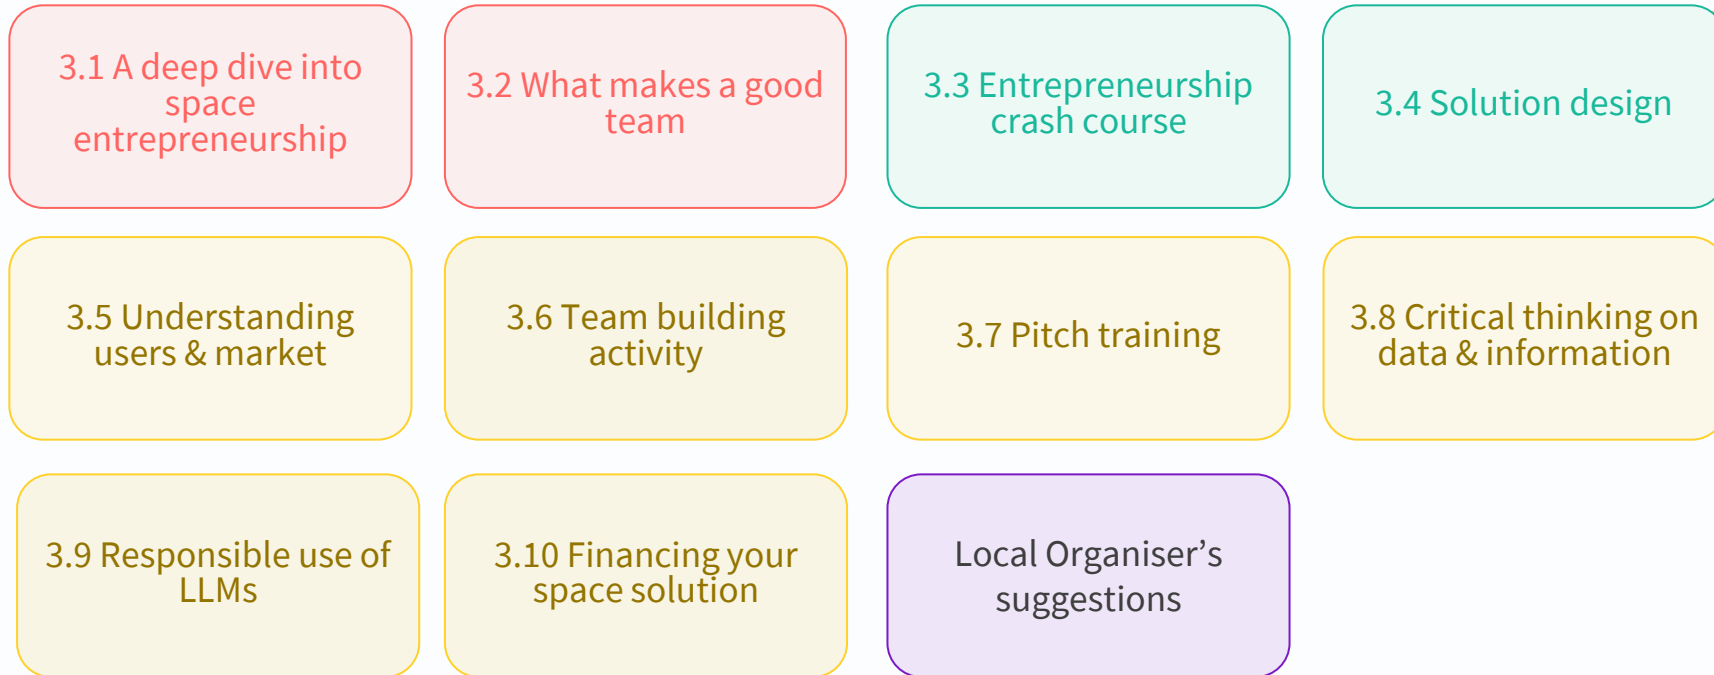 3.1 A deep dive into
space
entrepreneurship
3.2 What makes a good
team
3.3 Entrepreneurship
crash course
3.4 Solution design
3.5 Understanding
users & market
3.6 Team building
activity
3.7 Pitch training
3.8 Critical thinking on
data & information
3.9 Responsible use of
LLMs
3.10 Financing your
space solution
Local Organiser’s
suggestions